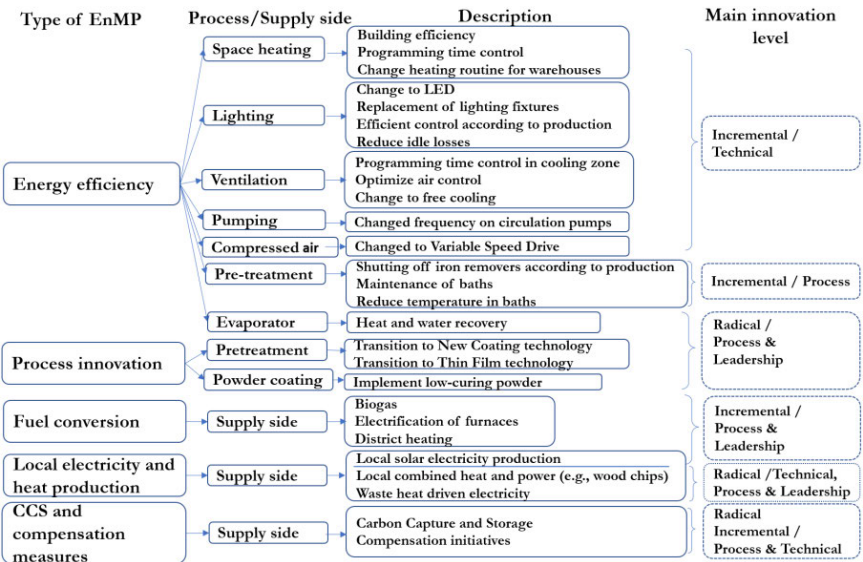 Type of EnMP
Process/Supply side
Description
Main innovation
level
Energy efficiency
Space heating
Building efficiency
Programming time control
Change heating routine for warehouses
Lighting
Change to LED
Replacement of lighting fixtures
Efficient control according to production
Reduce idle losses
Ventilation
Programming time control in cooling zone
Optimize air control
Change to free cooling
Pumping
Changed frequency on circulation pumps
Compressed air
Changed to Variable Speed Drive
Incremental /
Technical
Pre-treatment
Shutting off iron removers according to production
Maintenance of baths
Reduce temperature in baths
Incremental / Process
Evaporator
Heat and water recovery
Process innovation
Pretreatment
Transition to New Coating technology
Transition to Thin Film technology
Powder coating
Implement low-curing powder
Radical /
Process &
Leadership
Fuel conversion
Supply side
Biogas
Electrification of furnaces
District heating
Incremental /
Process &
Leadership
Local electricity and
heat production
Supply side
Local solar electricity production
Local combined heat and power (e.g., wood chips)
Waste heat driven electricity
Radical /Technical,
Process & Leadership
CCS and
compensation
measures
Supply side
Carbon Capture and Storage
Compensation initiatives
Radical
Incremental /
Process & Technical